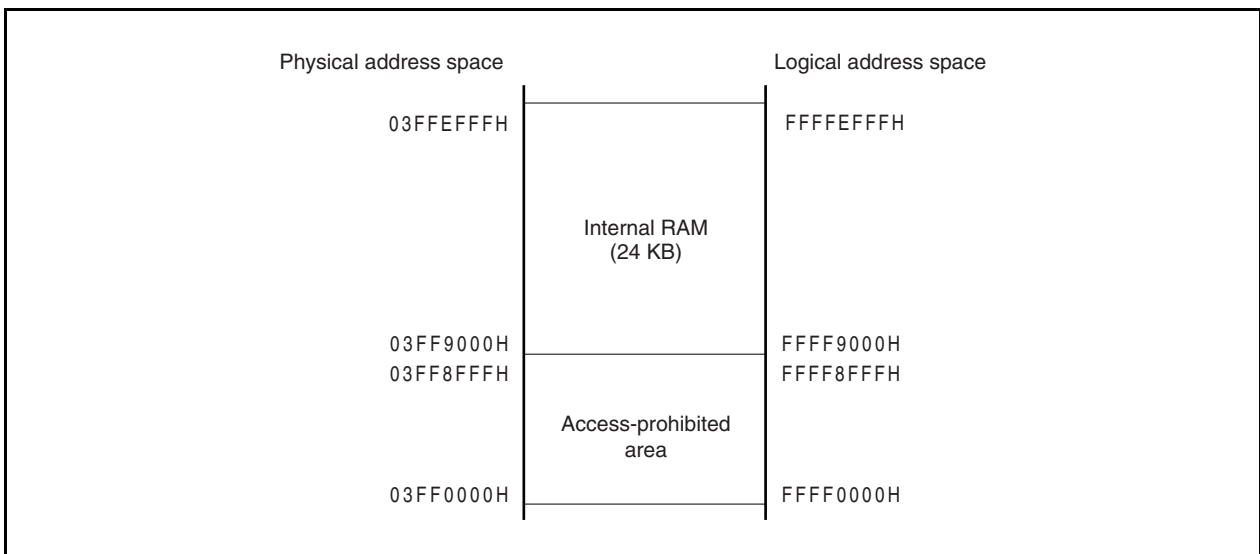 Physical address space
Logical address space
03FFEFFFH
FFFFEFFFH
Internal RAM
(24 KB)
03FF9000H
FFFF9000H
03FF8FFFH
FFFF8FFFH
Access-prohibited
area
03FF0000H
FFFF0000H